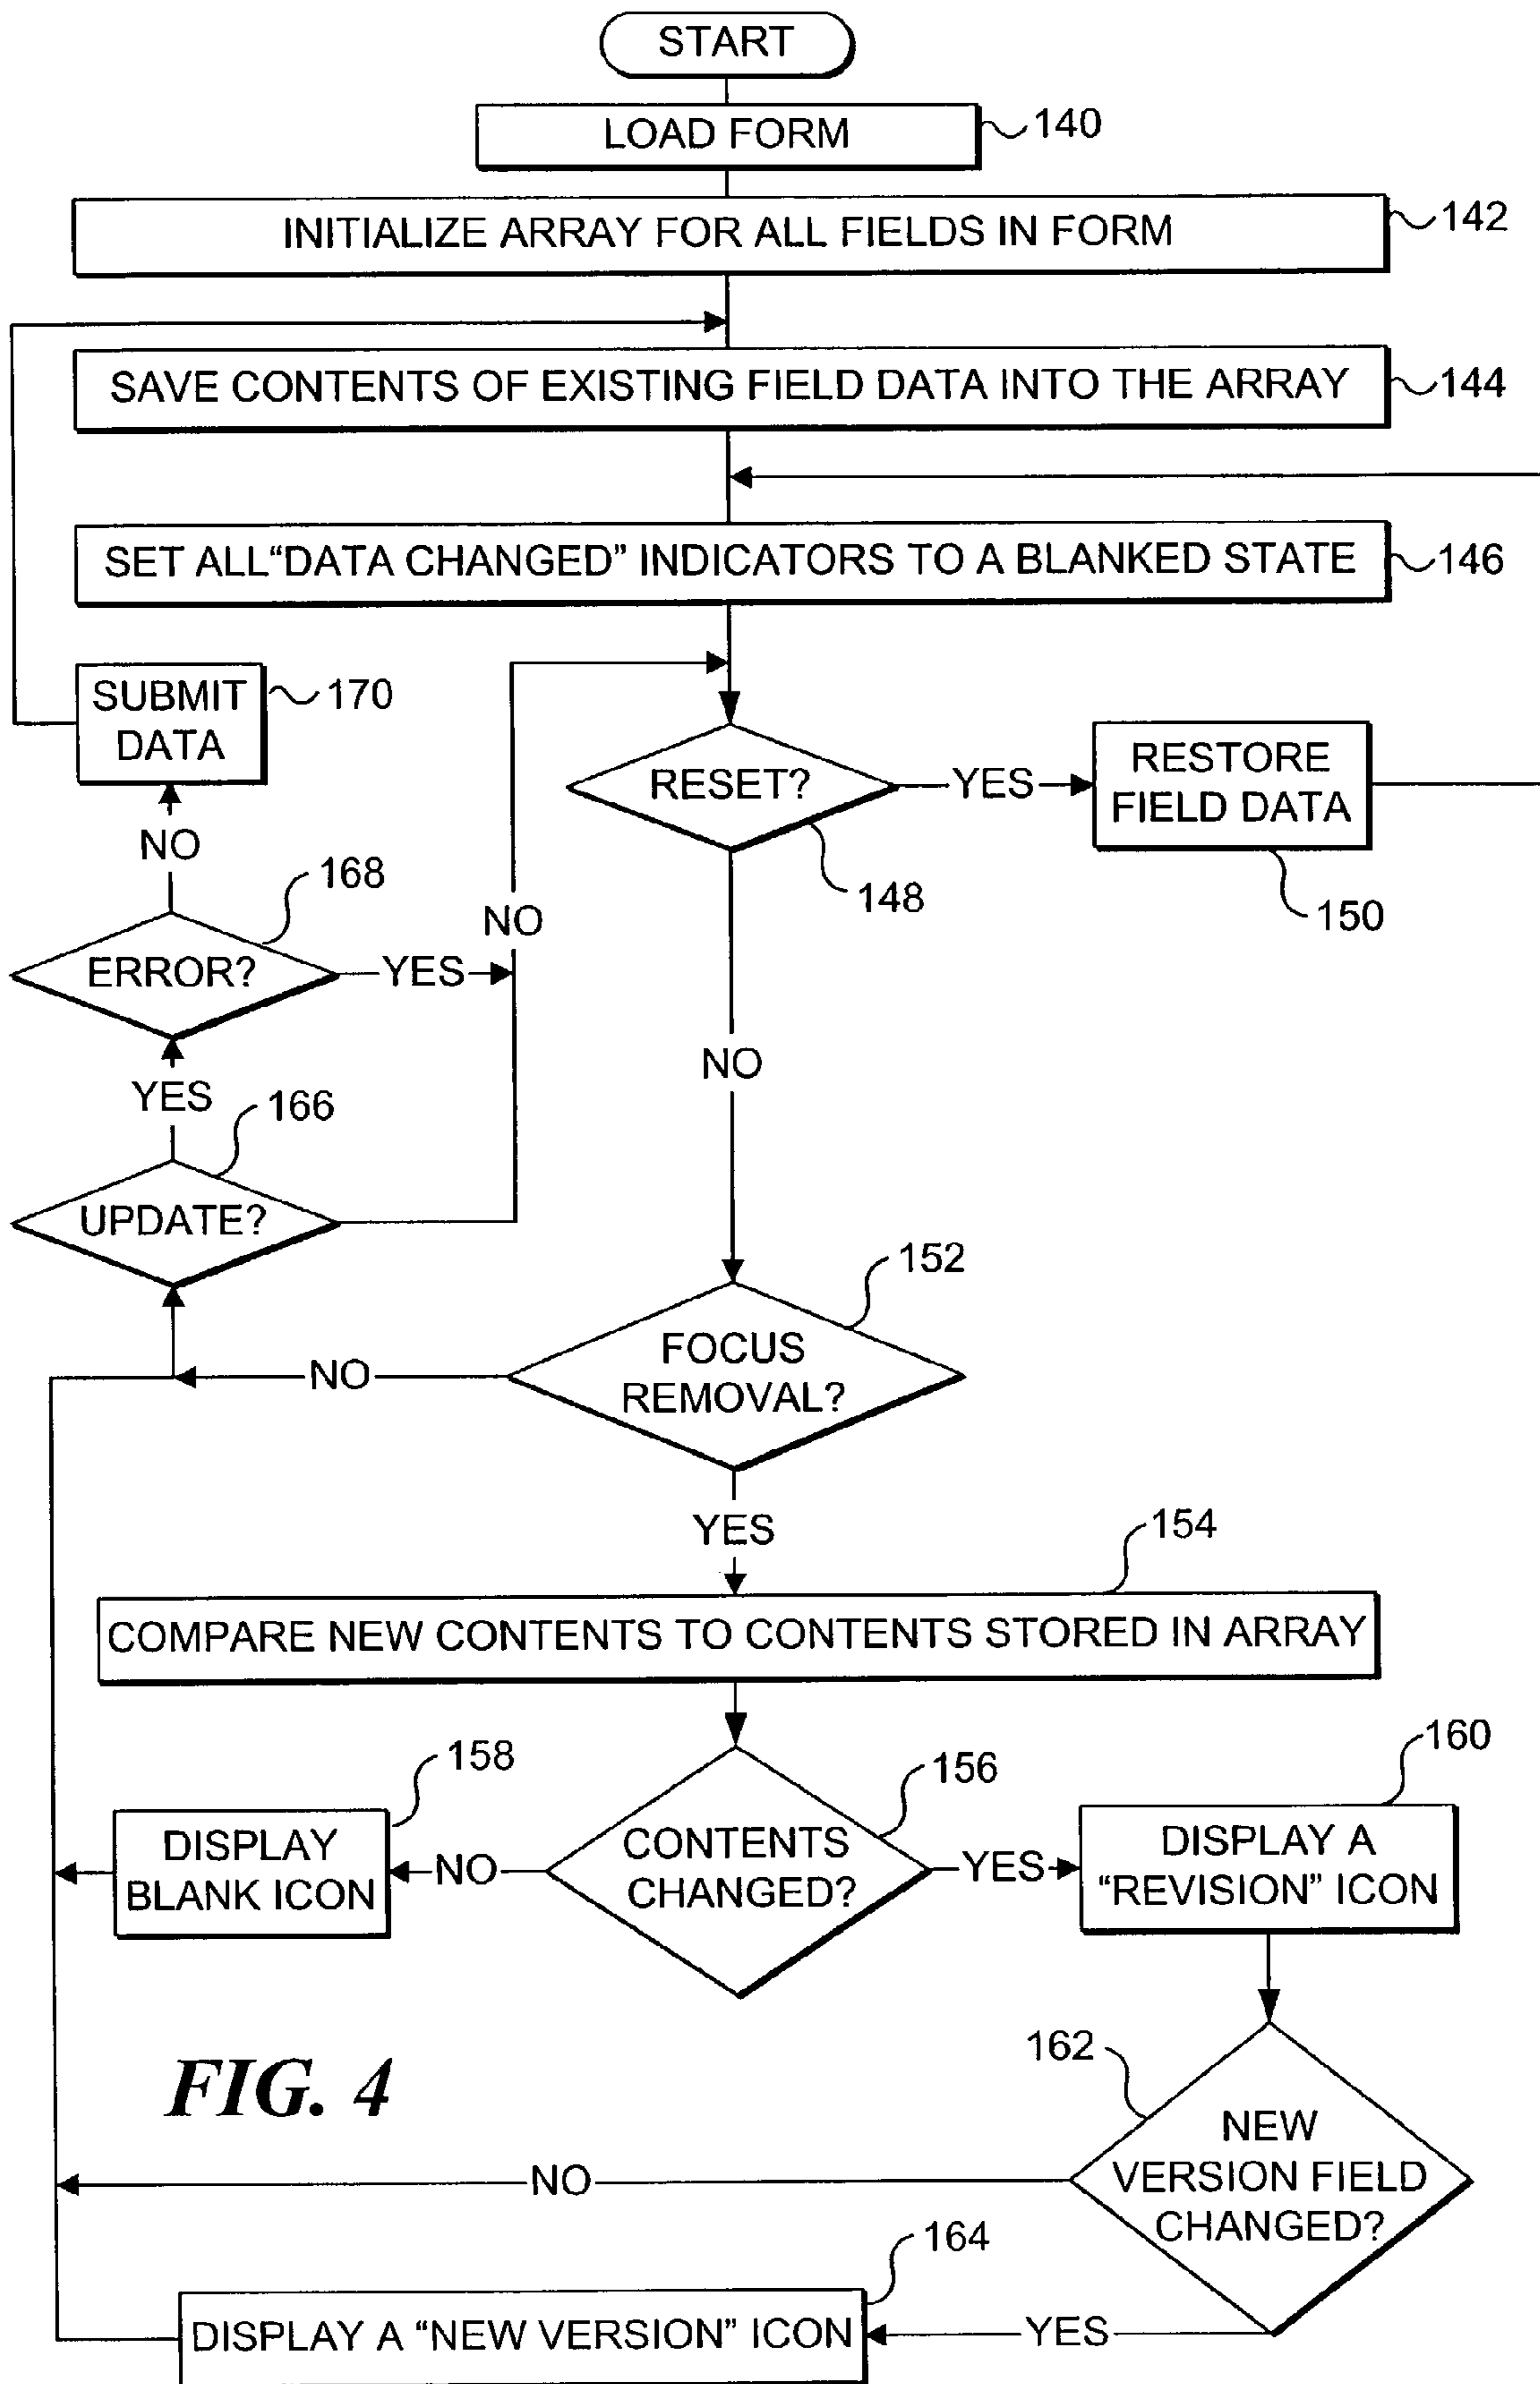 START
LOAD FORM
140
INITIALIZE ARRAY FOR ALL FIELDS IN FORM
142
SAVE CONTENTS OF EXISTING FIELD DATA INTO THE ARRAY
144
SET ALL“DATA CHANGED” INDICATORS TO A BLANKED STATE
146
SUBMIT
DATA
170
RESET?
YES
RESTORE
FIELD DATA
148
150
NO
168
NO
ERROR?
YES
NO
YES
166
UPDATE?
152
FOCUS
REMOVAL?
NO
YES
154
COMPARE NEW CONTENTS TO CONTENTS STORED IN ARRAY
158
156
160
DISPLAY
BLANK ICON
NO
CONTENTS
CHANGED?
YES
DISPLAY A
“REVISION” ICON
162
FIG. 4
NEW
VERSION FIELD
CHANGED?
NO
164
DISPLAY A “NEW VERSION” ICON
YES